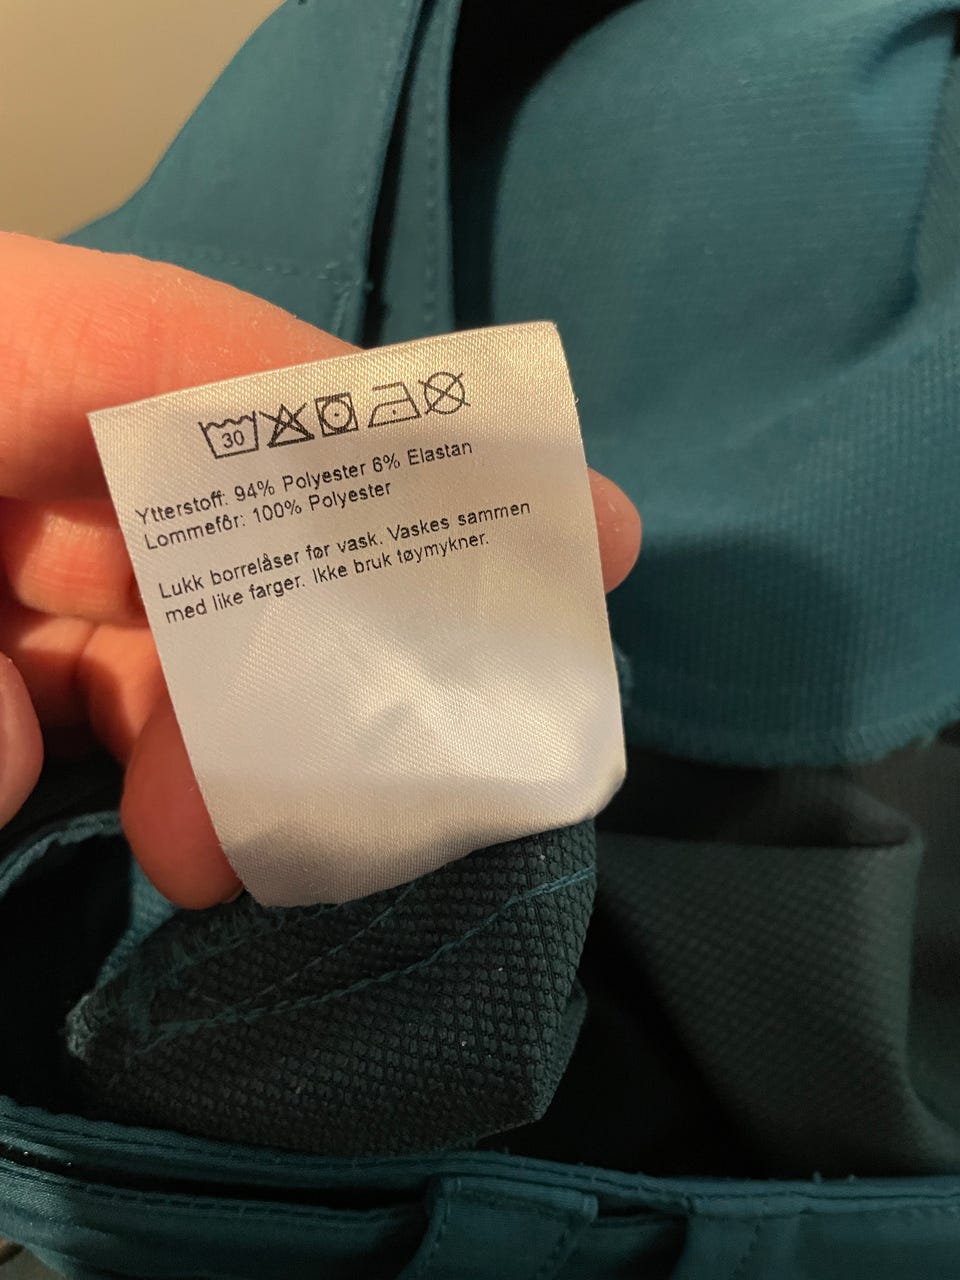 30
Ytterstoff: 94% Polyester 6% Elastan
Lommefôr: 100% Polyester
Lukk borrelåser før vask. Vaskes sammen
med like farger. Ikke bruk tøymykner.